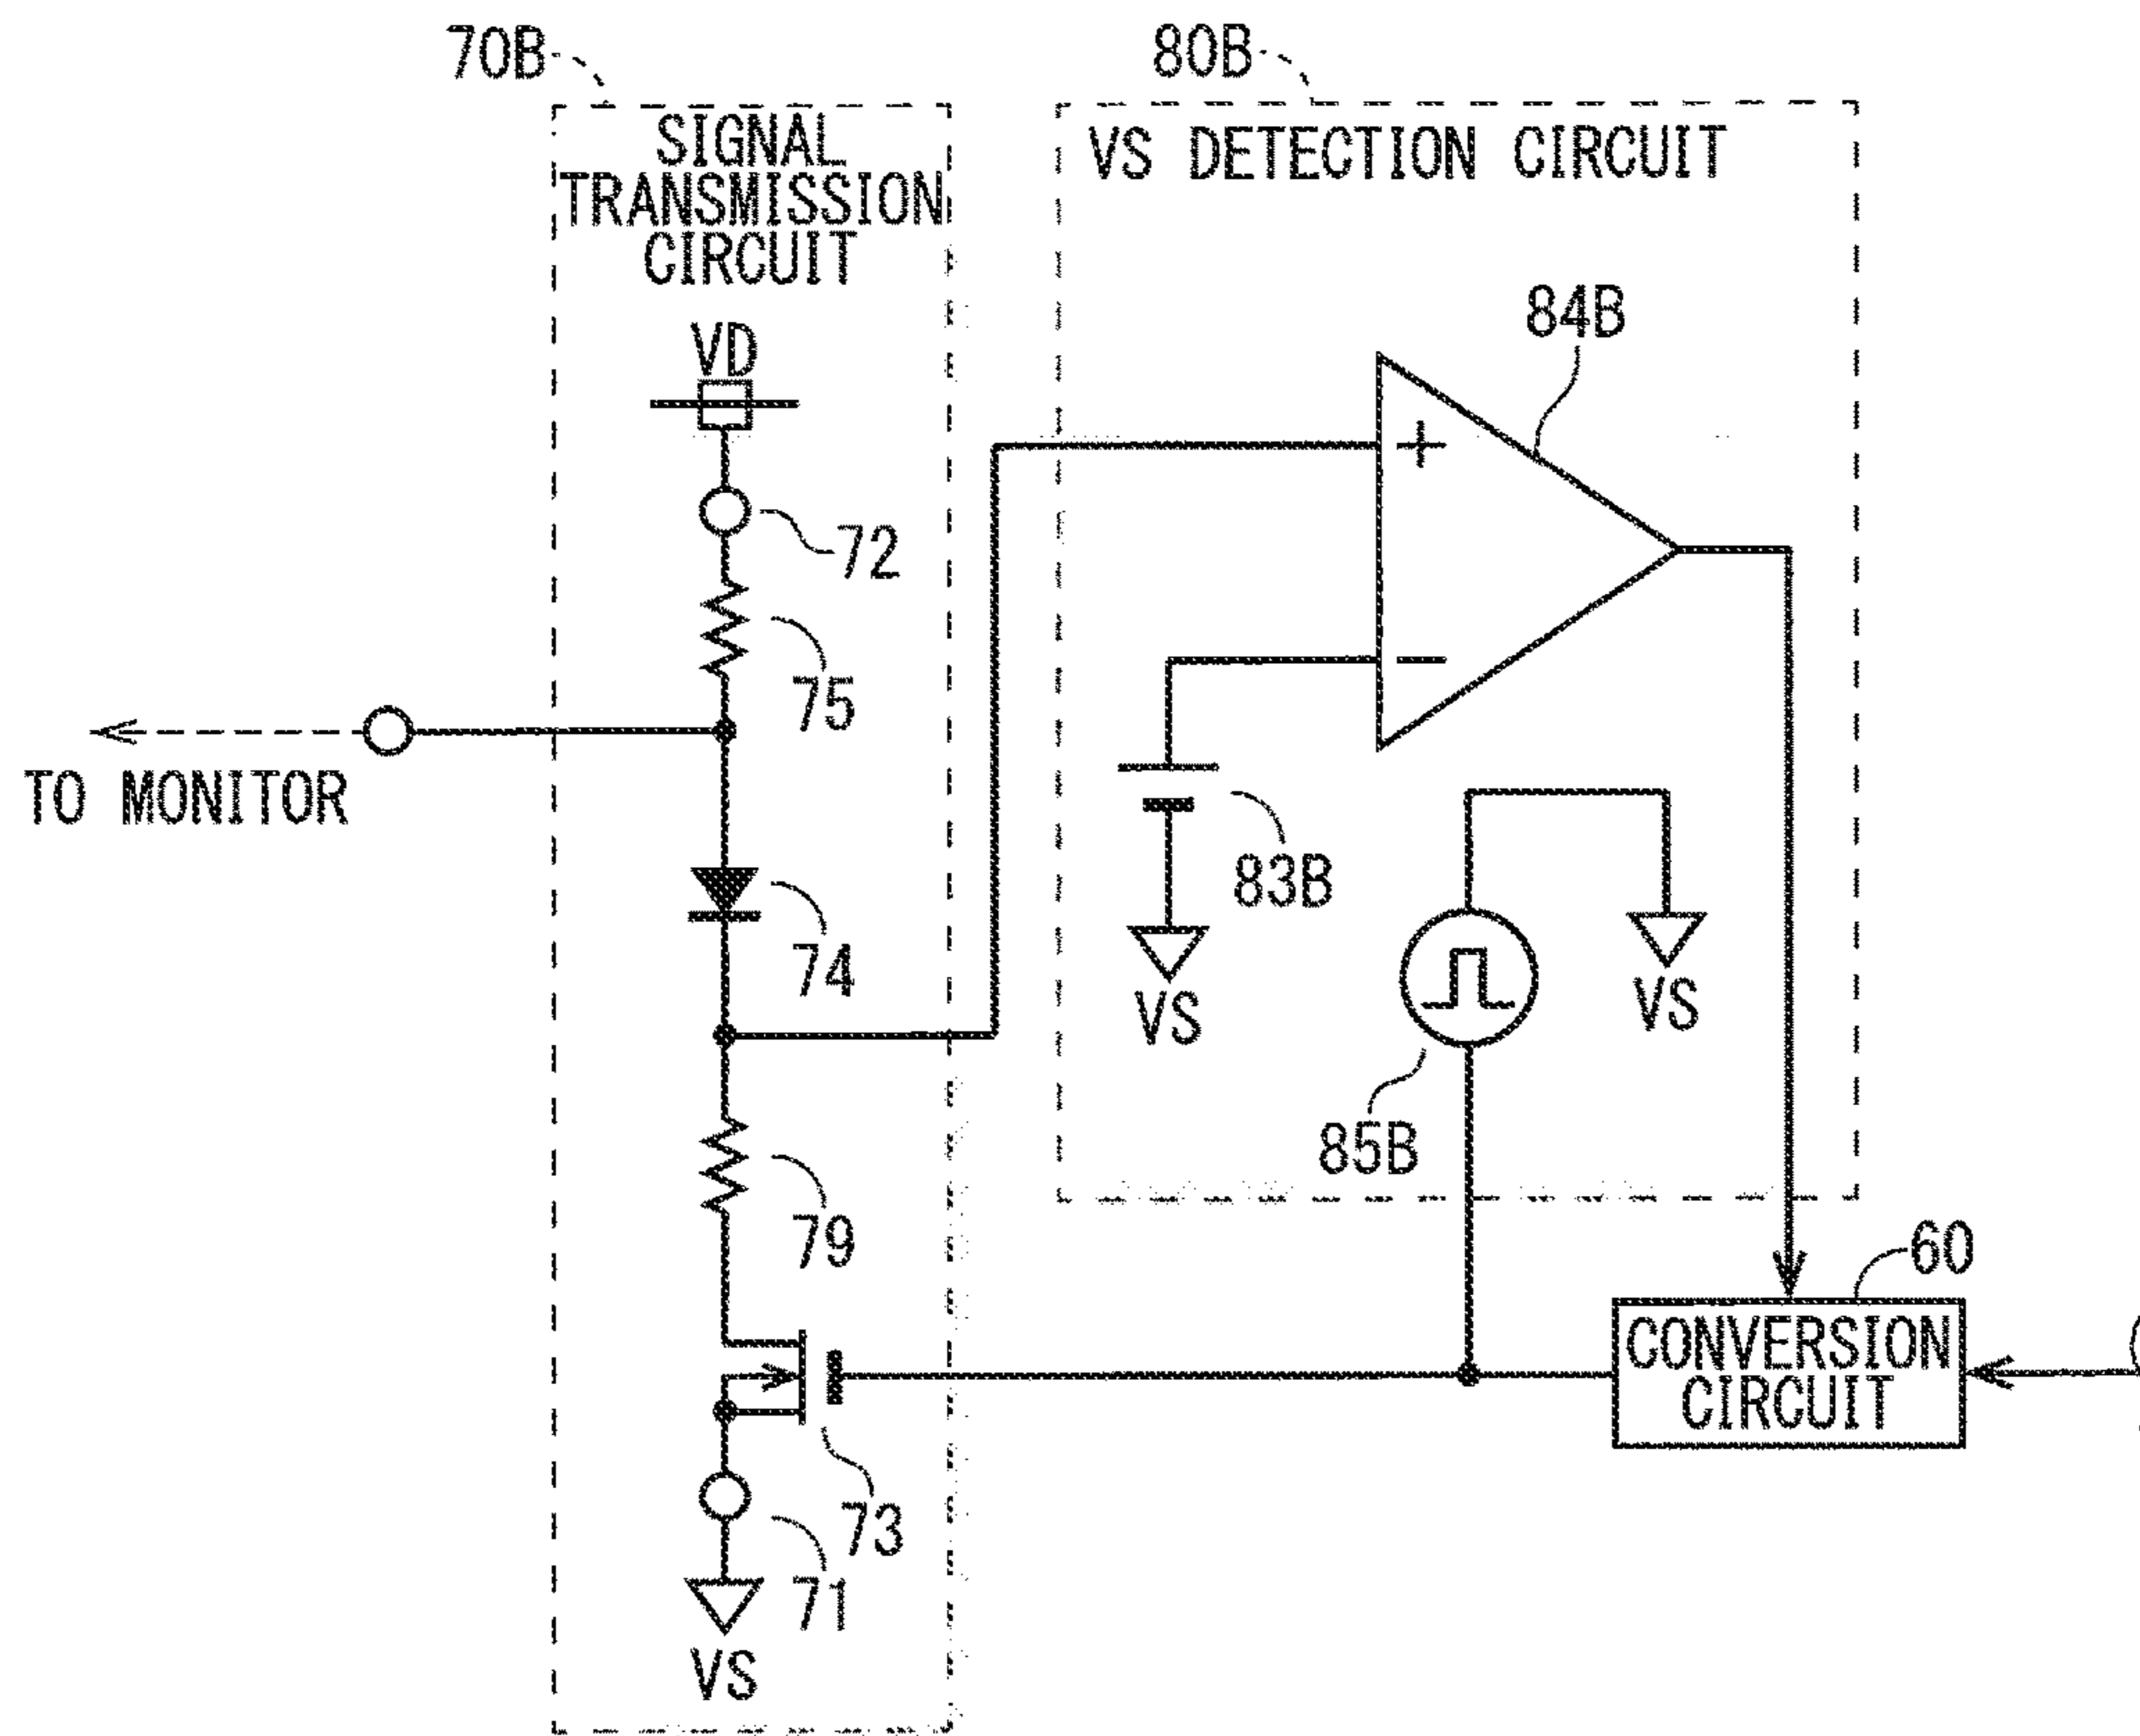 70B
80B
SIGNAL
TRANSMISSION
CIRCUIT
VS DETECTION CIRCUIT
84B
VD
72
+
75
−
TO MONITOR
83B
74
VS
VS
85B
79
60
CONVERSION
CIRCUIT
73
71
VS